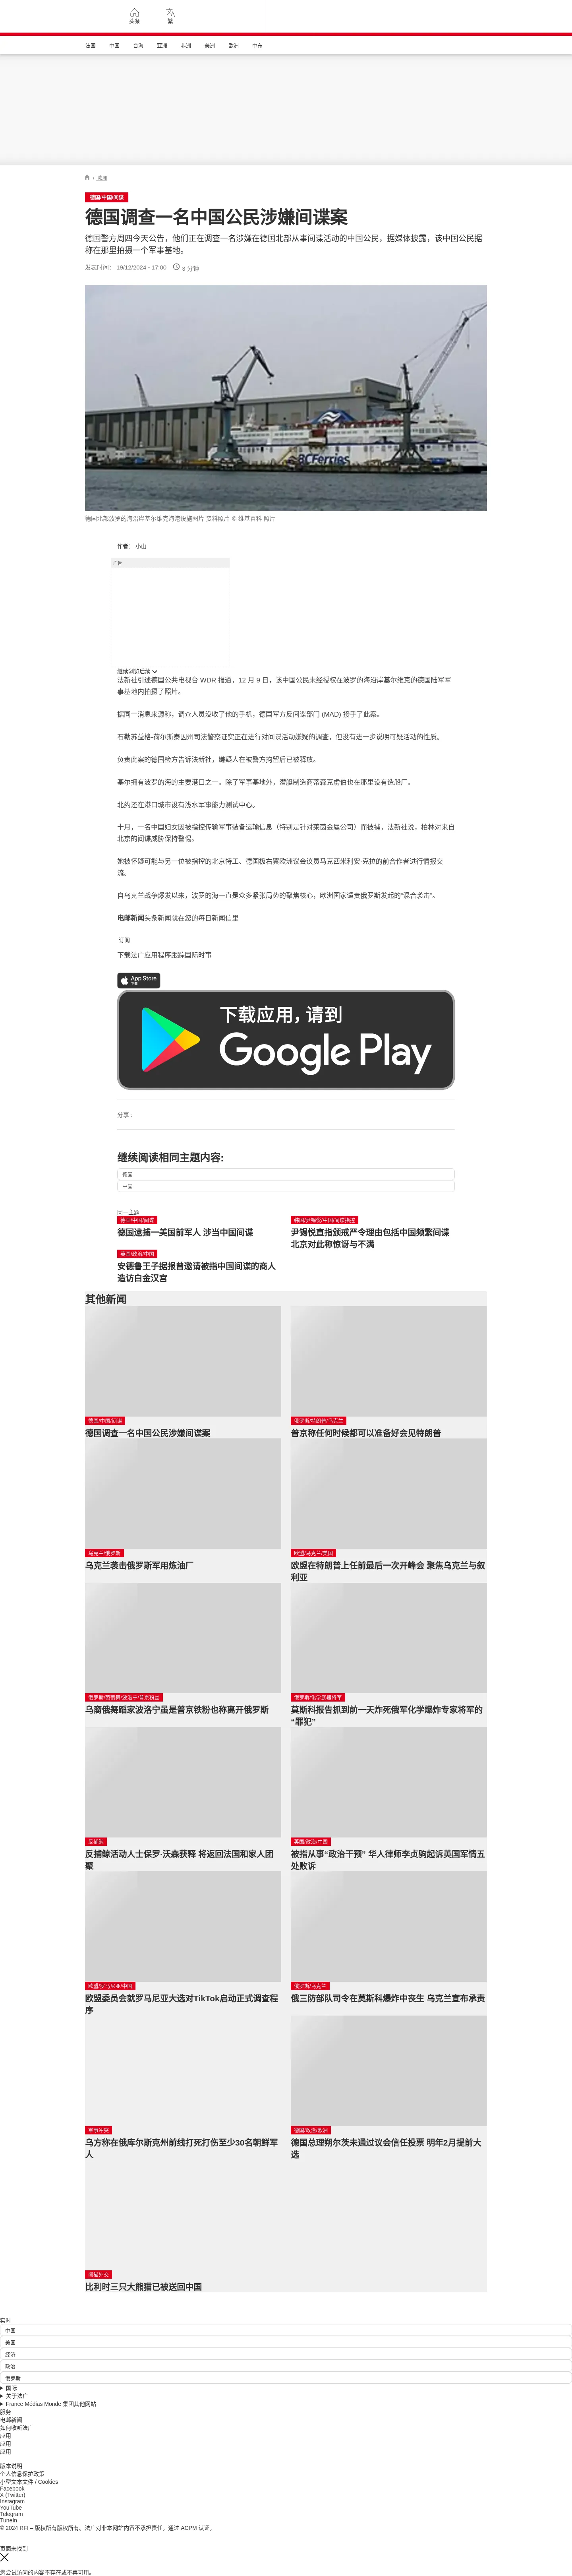 头条
繁
法国
中国
台海
亚洲
非洲
美洲
欧洲
中东
/ 欧洲
德国/中国/间谍
德国调查一名中国公民涉嫌间谍案
德国警方周四今天公告，他们正在调查一名涉嫌在德国北部从事间谍活动的中国公民，据媒体披露，该中国公民据
称在那里拍摄一个军事基地。
发表时间： 19/12/2024 - 17:00
3 分钟
BCFerries
德国北部波罗的海沿岸基尔维克海港设施图片 资料照片 © 维基百科 照片
作者： 小山
广告
继续浏览后续
法新社引述德国公共电视台 WDR 报道，12 月 9 日，该中国公民未经授权在波罗的海沿岸基尔维克的德国陆军军
事基地内拍摄了照片。
据同一消息来源称，调查人员没收了他的手机，德国军方反间谍部门 (MAD) 接手了此案。
石勒苏益格-荷尔斯泰因州司法警察证实正在进行对间谍活动嫌疑的调查，但没有进一步说明可疑活动的性质。
负责此案的德国检方告诉法新社，嫌疑人在被警方拘留后已被释放。
基尔拥有波罗的海的主要港口之一。除了军事基地外，潜艇制造商蒂森克虏伯也在那里设有造船厂。
北约还在港口城市设有浅水军事能力测试中心。
十月，一名中国妇女因被指控传输军事装备运输信息（特别是针对莱茵金属公司）而被捕，法新社说，柏林对来自
北京的间谍威胁保持警惕。
她被怀疑可能与另一位被指控的北京特工、德国极右翼欧洲议会议员马克西米利安·克拉的前合作者进行情报交
流。
自乌克兰战争爆发以来，波罗的海一直是众多紧张局势的聚焦核心，欧洲国家谴责俄罗斯发起的“混合袭击”。
电邮新闻头条新闻就在您的每日新闻信里
订阅
下载法广应用程序跟踪国际时事
App Store
下载
下载应用，请到
Google Play
分享 :
继续阅读相同主题内容:
德国
中国
同一主题
德国/中国/间谍
德国逮捕一美国前军人 涉当中国间谍
韩国/尹锡悦/中国/间谍指控
尹锡悦直指颁戒严令理由包括中国频繁间谍
北京对此称惊讶与不满
英国/政治/中国
安德鲁王子据报曾邀请被指中国间谍的商人
造访白金汉宫
其他新闻
德国/中国/间谍
德国调查一名中国公民涉嫌间谍案
俄罗斯/特朗普/乌克兰
普京称任何时候都可以准备好会见特朗普
乌克兰/俄罗斯
乌克兰袭击俄罗斯军用炼油厂
欧盟/乌克兰/美国
欧盟在特朗普上任前最后一次开峰会 聚焦乌克兰与叙
利亚
俄罗斯/芭蕾舞/波洛宁/普京粉丝
乌裔俄舞蹈家波洛宁虽是普京铁粉也称离开俄罗斯
俄罗斯/化学武器将军
莫斯科报告抓到前一天炸死俄军化学爆炸专家将军的
“罪犯”
反捕鲸
反捕鲸活动人士保罗·沃森获释 将返回法国和家人团
聚
英国/政治/中国
被指从事“政治干预” 华人律师李贞驹起诉英国军情五
处败诉
欧盟/罗马尼亚/中国
欧盟委员会就罗马尼亚大选对TikTok启动正式调查程
序
俄罗斯/乌克兰
俄三防部队司令在莫斯科爆炸中丧生 乌克兰宣布承责
军事冲突
乌方称在俄库尔斯克州前线打死打伤至少30名朝鲜军
人
德国/政治/欧洲
德国总理朔尔茨未通过议会信任投票 明年2月提前大
选
熊猫外交
比利时三只大熊猫已被送回中国
实时
中国
美国
经济
政治
俄罗斯
国际
关于法广
France Médias Monde 集团其他网站
服务
电邮新闻
如何收听法广
应用
应用
应用
版本说明
个人信息保护政策
小型文本文件 / Cookies
Facebook
X (Twitter)
Instagram
YouTube
Telegram
TuneIn
© 2024 RFI – 版权所有版权所有。法广对非本网站内容不承担责任。通过 ACPM 认证。
页面未找到
您尝试访问的内容不存在或不再可用。